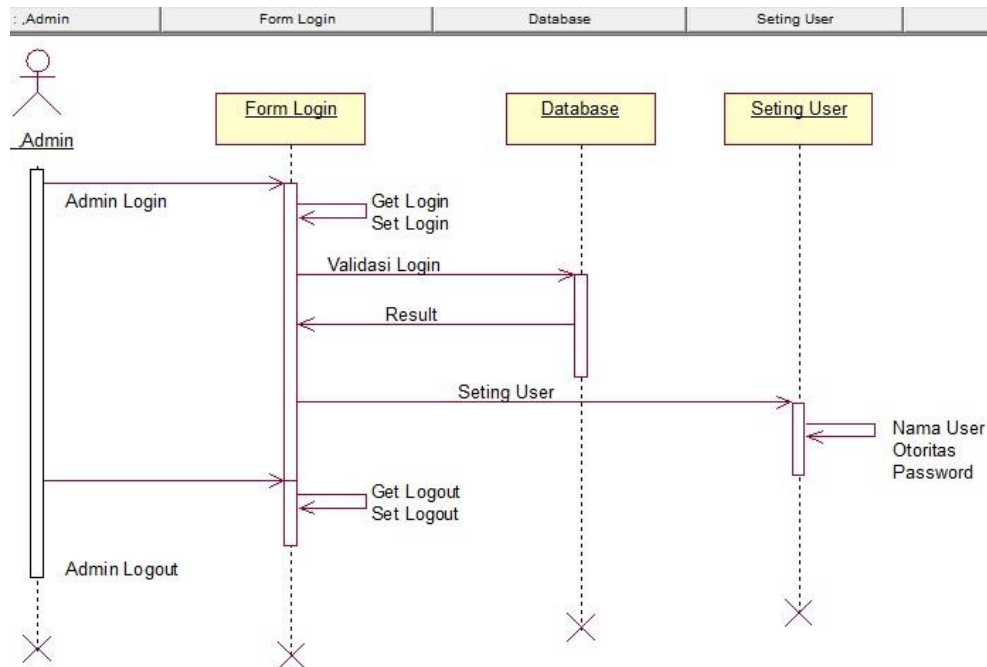 : ,Admin
Form Login
Database
Seting User
Form Login
Database
Seting User
,Admin
Admin Login
Get Login
Set Login
Validasi Login
Result
Seting User
Nama User
Otoritas
Password
Get Logout
Set Logout
Admin Logout